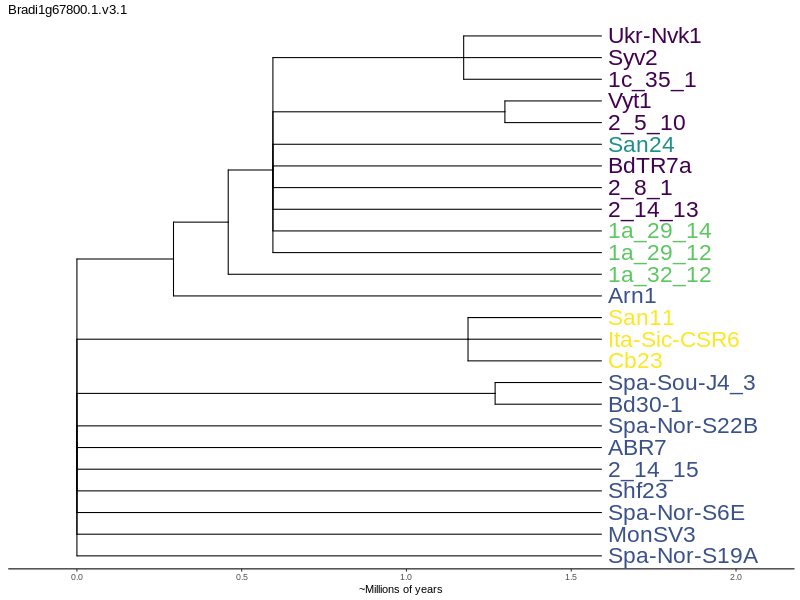 Bradi1g67800.1.v3.1
Ukr-Nvk1
Syv2
1c_35_1
Vyt1
2_5_10
San24
BdTR7a
2_8_1
2_14_13
1a_29_14
1a_29_12
1a_32_12
Arn1
San11
Ita-Sic-CSR6
Cb23
Spa-Sou-J4_3
Bd30-1
Spa-Nor-S22B
ABR7
2_14_15
Shf23
Spa-Nor-S6E
MonSV3
Spa-Nor-S19A
0.0 0.5 1.0 1.5 2.0
~Millions of years